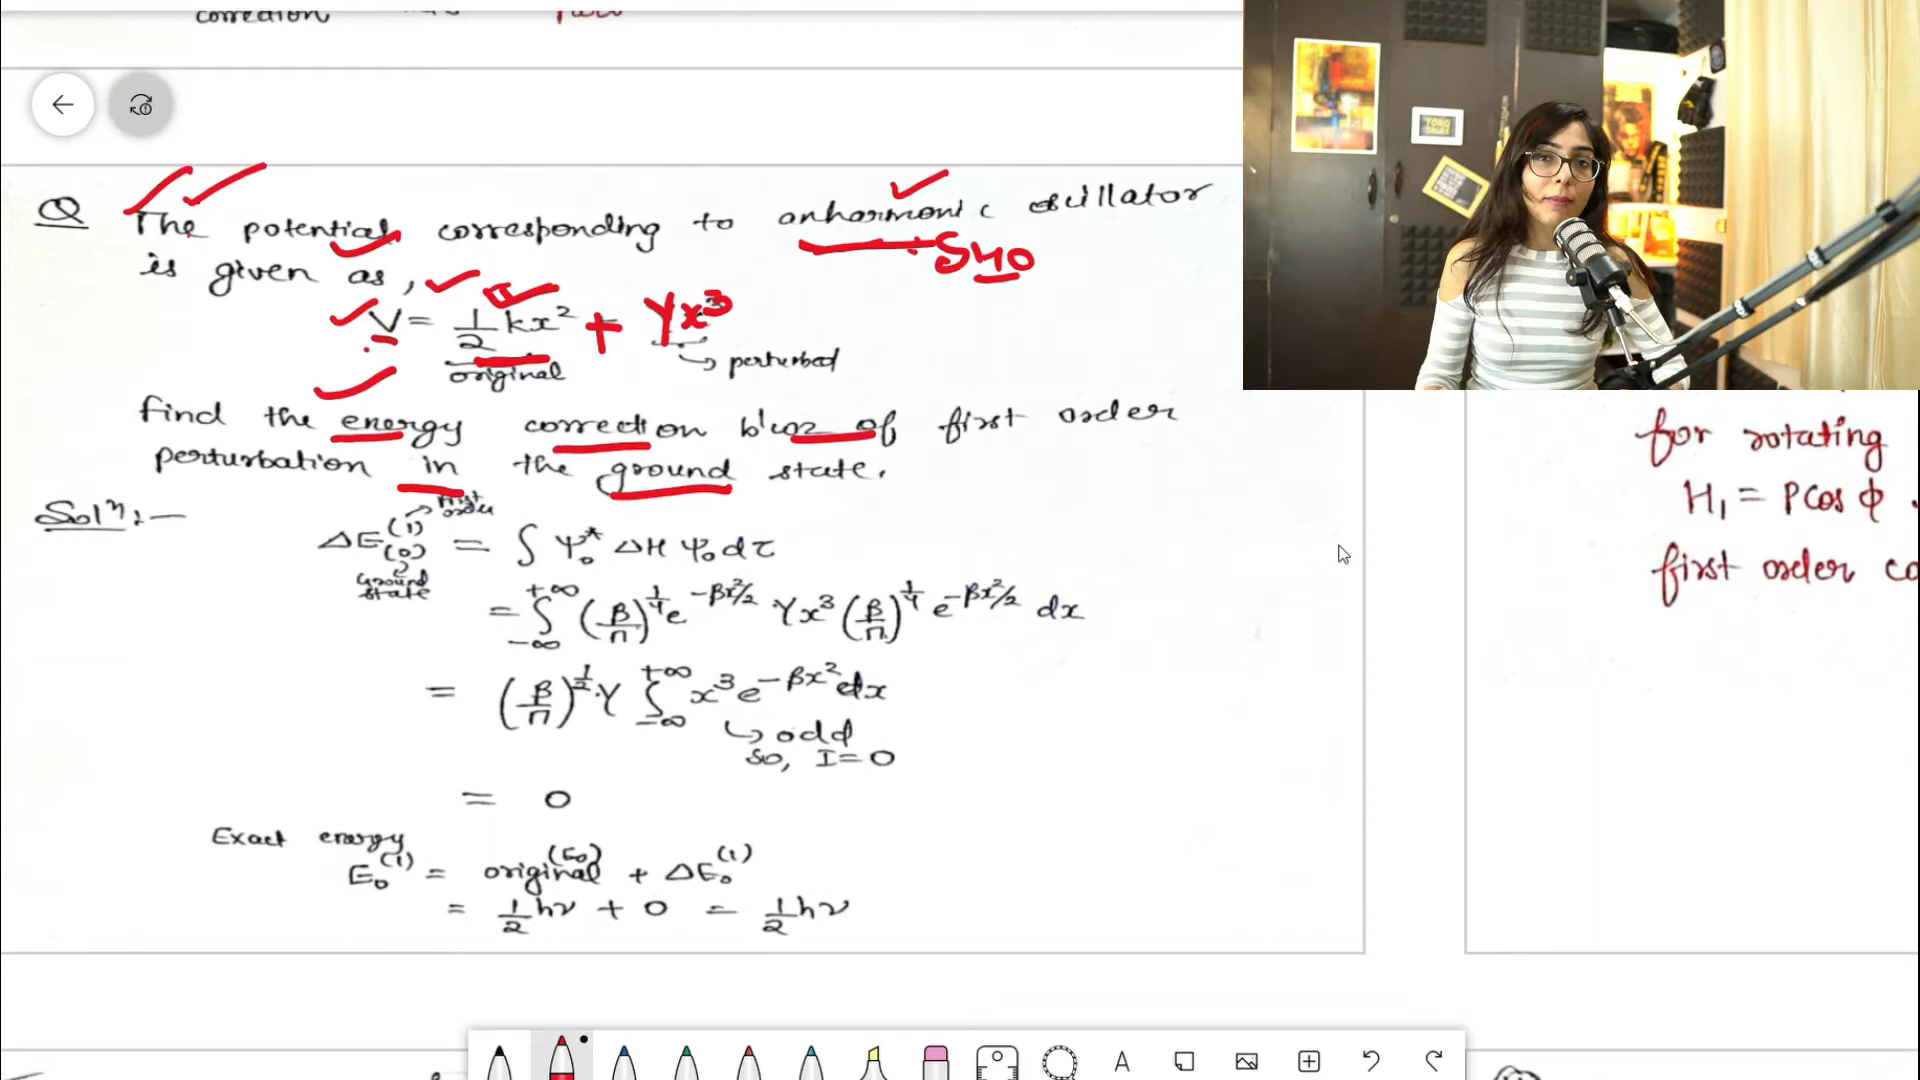 correction
Q The potential corresponding to anharmonic oscillator
SHO
is given as,
V = 1/2 kx² + γx³
original
perturbed
find the energy correction b'coz of first order
perturbation in the ground state.
Solⁿ:-
first order
ΔE₍₀₎⁽¹⁾ = ∫ Ψ₀* ΔH Ψ₀ dτ
Ground state
= ∫₋∞^+∞ (β/π)^1/4 e^-βx²/2 γx³ (β/π)^1/4 e^-βx²/2 dx
= (β/π)^1/2 · γ ∫₋∞^+∞ x³ e^-βx² dx
↳ odd
so, I = 0
= 0
Exact energy
E₀⁽¹⁾ = original (E₀) + ΔE₀⁽¹⁾
= 1/2 hν + 0 = 1/2 hν
for rotating
H₁ = P cos ϕ
first order co
A